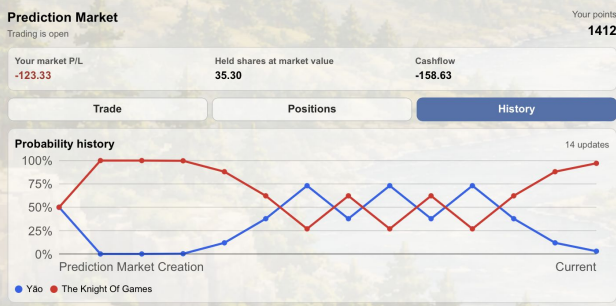 Prediction Market
Your points
Trading is open
1412
Your market P/L
Held shares at market value
Cashflow
-123.33
35.30
-158.63
Trade
Positions
History
Probability history
14 updates
100%
75%
50%
25%
0%
Prediction Market Creation
Current
Yāo
The Knight Of Games